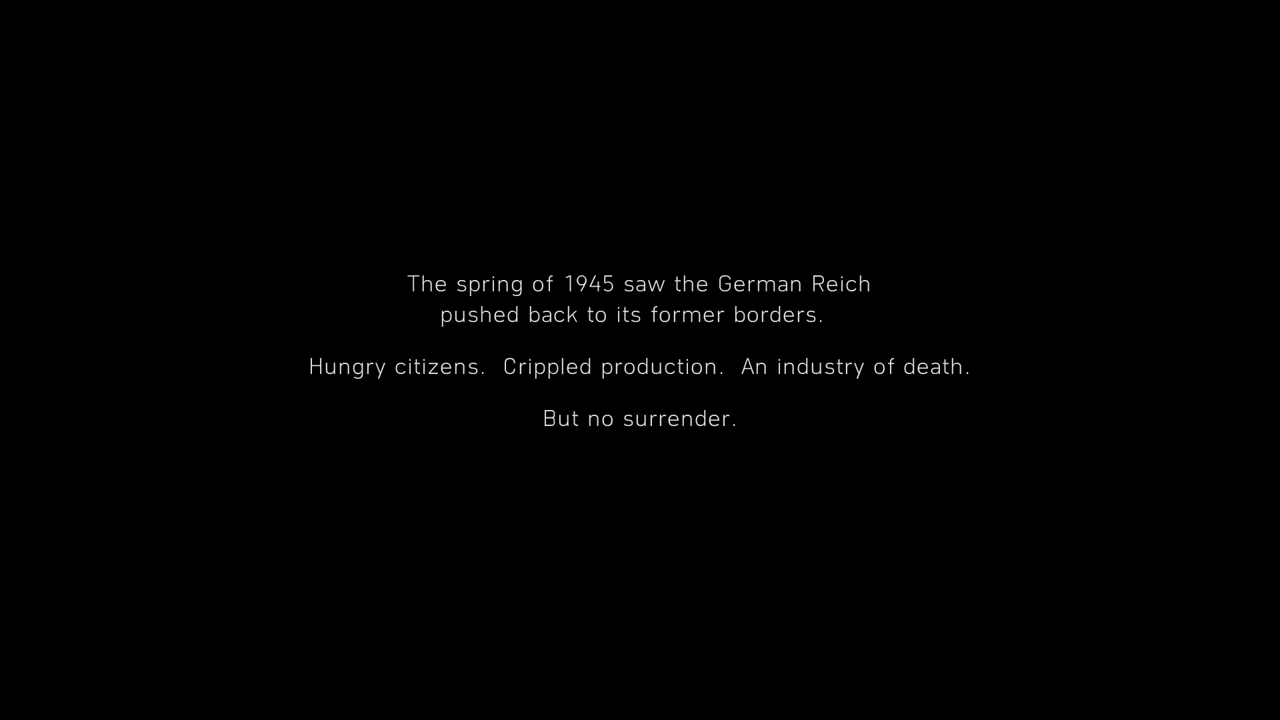 The spring of 1945 saw the German Reich
pushed back to its former borders.
Hungry citizens. Crippled production. An industry of death.
But no surrender.